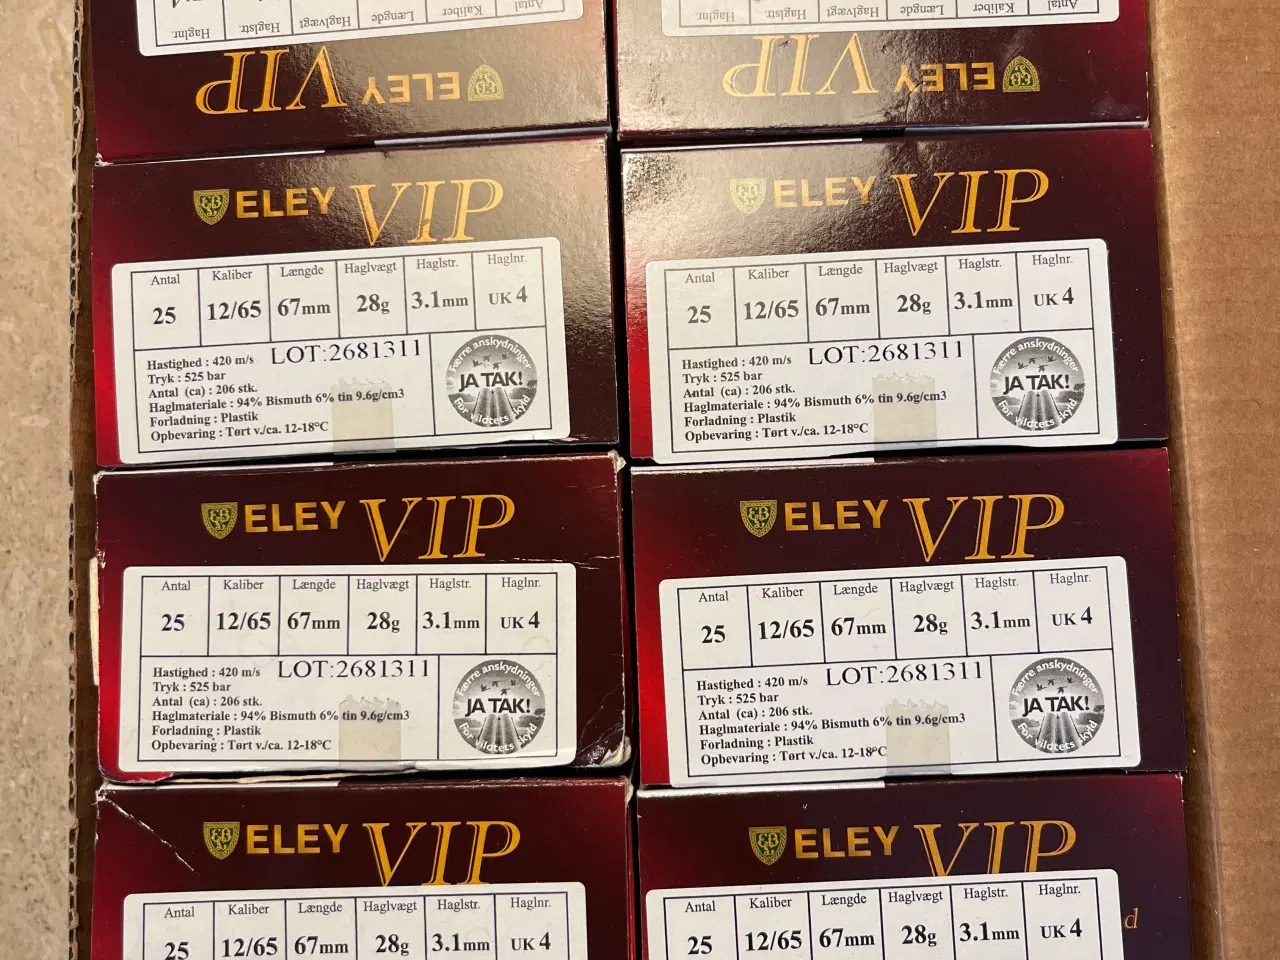 Haglnr. Haglstr. Haglvægt Længde Kaliber Antal
ELEY VIP
Haglnr. Haglstr. Haglvægt Længde Kaliber Antal
ELEY VIP
ELEY VIP
Antal Kaliber Længde Haglvægt Haglstr. Haglnr.
25 12/65 67mm 28g 3.1mm UK 4
Hastighed : 420 m/s LOT:2681311
Tryk : 525 bar
Antal (ca) : 206 stk.
Haglmateriale : 94% Bismuth 6% tin 9.6g/cm3
Forladning : Plastik
Opbevaring : Tørt v./ca. 12-18°C
Færre anskydninger
JA TAK!
For vildtets skyld
ELEY VIP
Antal Kaliber Længde Haglvægt Haglstr. Haglnr.
25 12/65 67mm 28g 3.1mm UK 4
Hastighed : 420 m/s LOT:2681311
Tryk : 525 bar
Antal (ca) : 206 stk.
Haglmateriale : 94% Bismuth 6% tin 9.6g/cm3
Forladning : Plastik
Opbevaring : Tørt v./ca. 12-18°C
Færre anskydninger
JA TAK!
For vildtets skyld
ELEY VIP
Antal Kaliber Længde Haglvægt Haglstr. Haglnr.
25 12/65 67mm 28g 3.1mm UK 4
Hastighed : 420 m/s LOT:2681311
Tryk : 525 bar
Antal (ca) : 206 stk.
Haglmateriale : 94% Bismuth 6% tin 9.6g/cm3
Forladning : Plastik
Opbevaring : Tørt v./ca. 12-18°C
Færre anskydninger
JA TAK!
For vildtets skyld
ELEY VIP
Antal Kaliber Længde Haglvægt Haglstr. Haglnr.
25 12/65 67mm 28g 3.1mm UK 4
Hastighed : 420 m/s LOT:2681311
Tryk : 525 bar
Antal (ca) : 206 stk.
Haglmateriale : 94% Bismuth 6% tin 9.6g/cm3
Forladning : Plastik
Opbevaring : Tørt v./ca. 12-18°C
Færre anskydninger
JA TAK!
For vildtets skyld
ELEY VIP
Antal Kaliber Længde Haglvægt Haglstr. Haglnr.
25 12/65 67mm 28g 3.1mm UK 4
ELEY VIP
Antal Kaliber Længde Haglvægt Haglstr. Haglnr.
25 12/65 67mm 28g 3.1mm UK 4